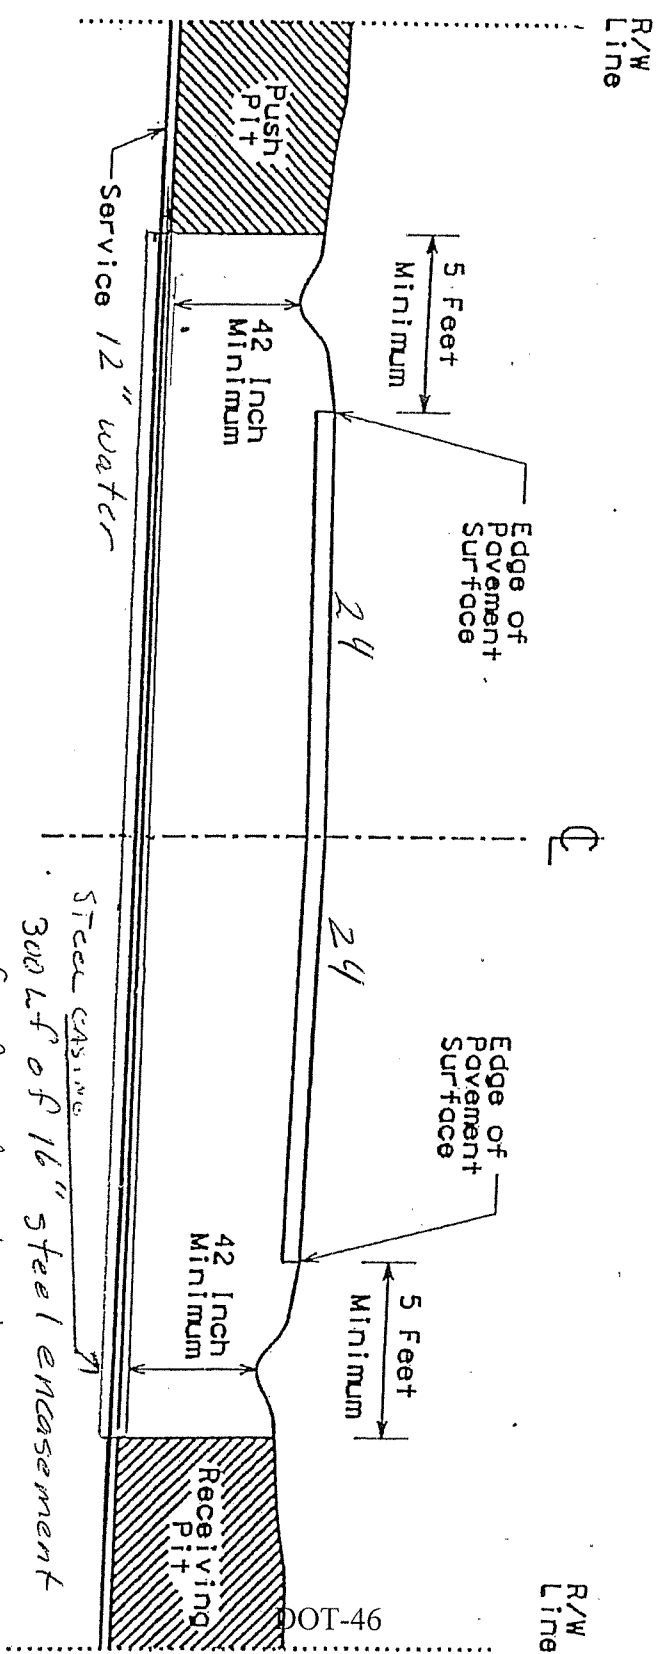 R/W
Line
Push
Pit
Service 12" water
5 Feet
Minimum
42 Inch
Minimum
Edge of
Pavement
Surface
24
C
L
24
Edge of
Pavement
Surface
Steel CASING
300 Lf of 16" steel encasement
42 Inch
Minimum
5 Feet
Minimum
Receiving
Pit
R/W
Line
DOT-46